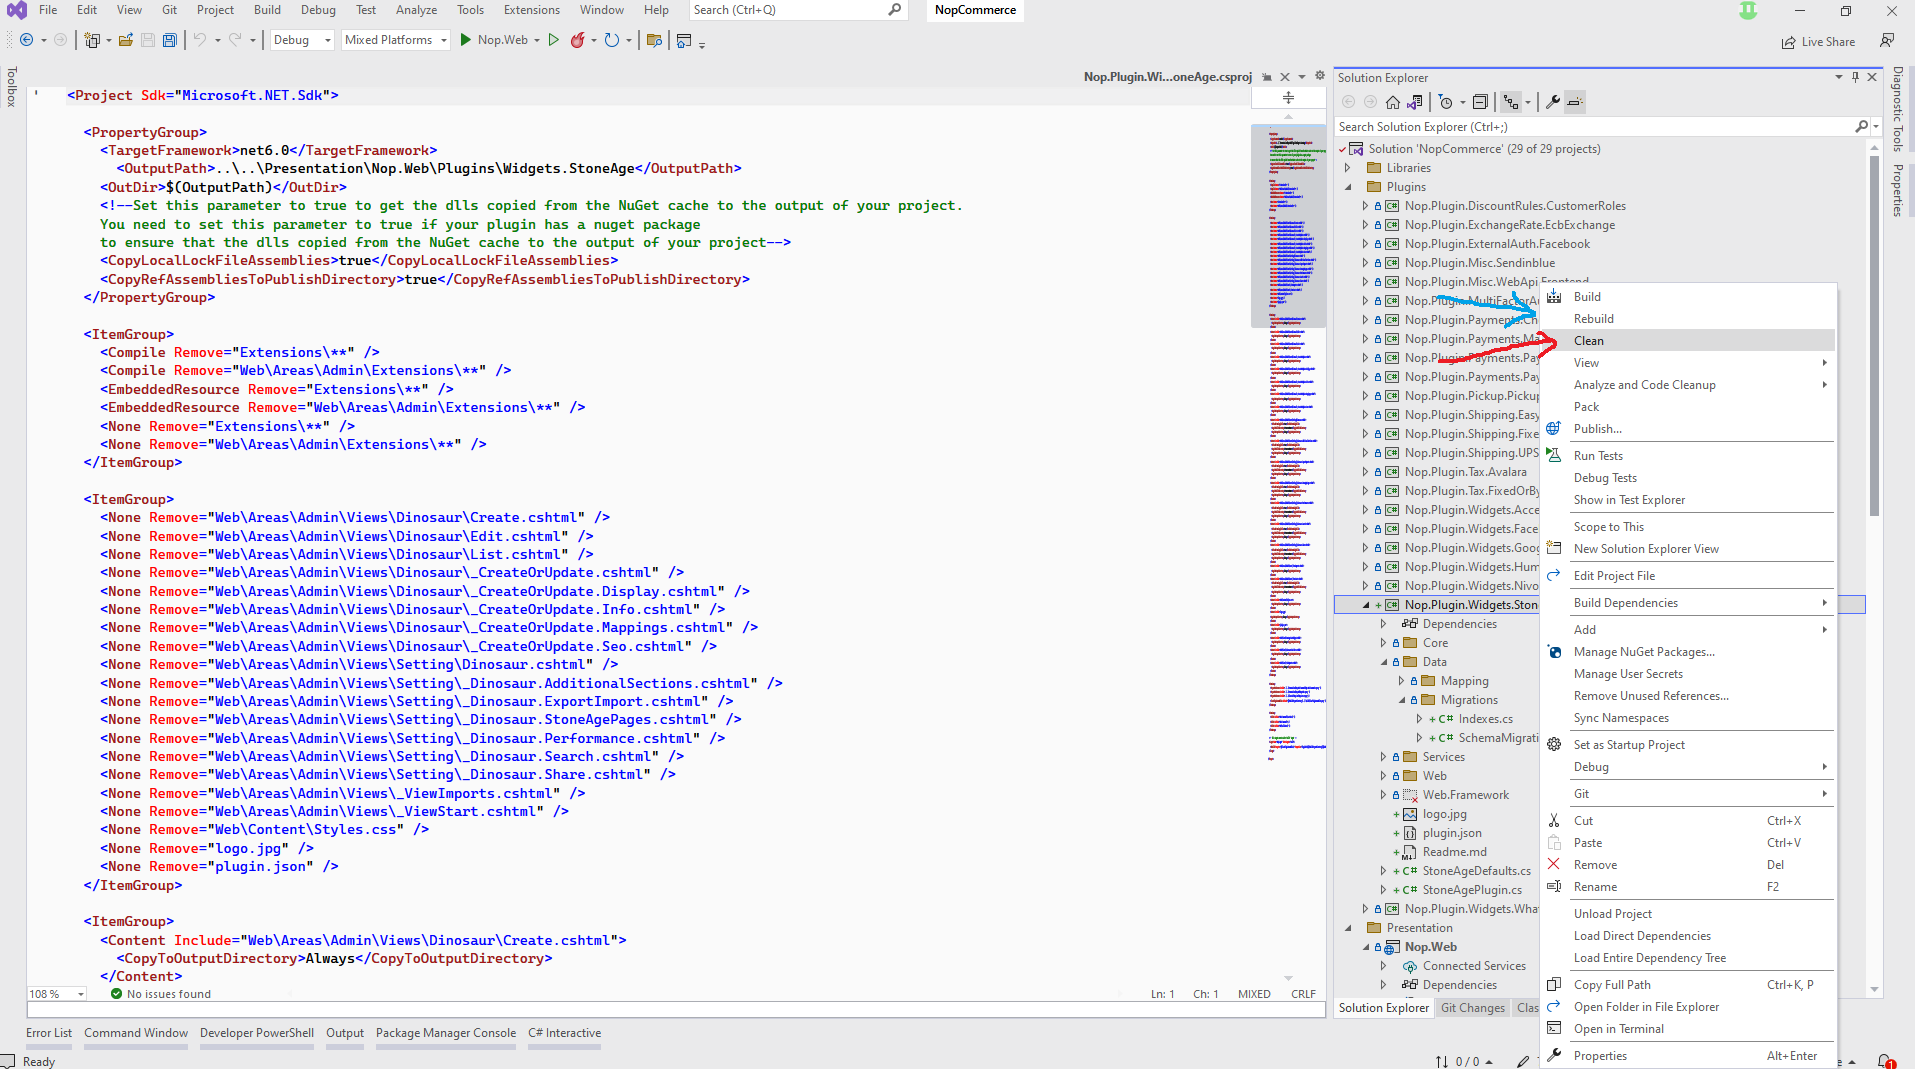 File Edit View Git Project Build Debug Test Analyze Tools Extensions Window Help Search (Ctrl+Q) NopCommerce
Debug Mixed Platforms Nop.Web Live Share
Toolbox
Nop.Plugin.Wi...oneAge.csproj
<Project Sdk="Microsoft.NET.Sdk">
<PropertyGroup>
<TargetFramework>net6.0</TargetFramework>
<OutputPath>..\..\Presentation\Nop.Web\Plugins\Widgets.StoneAge</OutputPath>
<OutDir>$(OutputPath)</OutDir>
<!--Set this parameter to true to get the dlls copied from the NuGet cache to the output of your project.
You need to set this parameter to true if your plugin has a nuget package
to ensure that the dlls copied from the NuGet cache to the output of your project-->
<CopyLocalLockFileAssemblies>true</CopyLocalLockFileAssemblies>
<CopyRefAssembliesToPublishDirectory>true</CopyRefAssembliesToPublishDirectory>
</PropertyGroup>
<ItemGroup>
<Compile Remove="Extensions\**" />
<Compile Remove="Web\Areas\Admin\Extensions\**" />
<EmbeddedResource Remove="Extensions\**" />
<EmbeddedResource Remove="Web\Areas\Admin\Extensions\**" />
<None Remove="Extensions\**" />
<None Remove="Web\Areas\Admin\Extensions\**" />
</ItemGroup>
<ItemGroup>
<None Remove="Web\Areas\Admin\Views\Dinosaur\Create.cshtml" />
<None Remove="Web\Areas\Admin\Views\Dinosaur\Edit.cshtml" />
<None Remove="Web\Areas\Admin\Views\Dinosaur\List.cshtml" />
<None Remove="Web\Areas\Admin\Views\Dinosaur\_CreateOrUpdate.cshtml" />
<None Remove="Web\Areas\Admin\Views\Dinosaur\_CreateOrUpdate.Display.cshtml" />
<None Remove="Web\Areas\Admin\Views\Dinosaur\_CreateOrUpdate.Info.cshtml" />
<None Remove="Web\Areas\Admin\Views\Dinosaur\_CreateOrUpdate.Mappings.cshtml" />
<None Remove="Web\Areas\Admin\Views\Dinosaur\_CreateOrUpdate.Seo.cshtml" />
<None Remove="Web\Areas\Admin\Views\Setting\Dinosaur.cshtml" />
<None Remove="Web\Areas\Admin\Views\Setting\_Dinosaur.AdditionalSections.cshtml" />
<None Remove="Web\Areas\Admin\Views\Setting\_Dinosaur.ExportImport.cshtml" />
<None Remove="Web\Areas\Admin\Views\Setting\_Dinosaur.StoneAgePages.cshtml" />
<None Remove="Web\Areas\Admin\Views\Setting\_Dinosaur.Performance.cshtml" />
<None Remove="Web\Areas\Admin\Views\Setting\_Dinosaur.Search.cshtml" />
<None Remove="Web\Areas\Admin\Views\Setting\_Dinosaur.Share.cshtml" />
<None Remove="Web\Areas\Admin\Views\_ViewImports.cshtml" />
<None Remove="Web\Areas\Admin\Views\_ViewStart.cshtml" />
<None Remove="Web\Content\Styles.css" />
<None Remove="logo.jpg" />
<None Remove="plugin.json" />
</ItemGroup>
<ItemGroup>
<Content Include="Web\Areas\Admin\Views\Dinosaur\Create.cshtml">
<CopyToOutputDirectory>Always</CopyToOutputDirectory>
</Content>
108 % No issues found Ln: 1 Ch: 1 MIXED CRLF
Error List Command Window Developer PowerShell Output Package Manager Console C# Interactive
Ready 0 / 0
Solution Explorer
Search Solution Explorer (Ctrl+;)
Solution 'NopCommerce' (29 of 29 projects)
Libraries
Plugins
C# Nop.Plugin.DiscountRules.CustomerRoles
C# Nop.Plugin.ExchangeRate.EcbExchange
C# Nop.Plugin.ExternalAuth.Facebook
C# Nop.Plugin.Misc.Sendinblue
C# Nop.Plugin.Misc.WebApi.Frontend
C# Nop.Plugin.MultiFactorAu
C# Nop.Plugin.Payments.Ch
C# Nop.Plugin.Payments.Ma
C# Nop.Plugin.Payments.Pay
C# Nop.Plugin.Payments.Pay
C# Nop.Plugin.Pickup.Pickup
C# Nop.Plugin.Shipping.Easy
C# Nop.Plugin.Shipping.Fixe
C# Nop.Plugin.Shipping.UPS
C# Nop.Plugin.Tax.Avalara
C# Nop.Plugin.Tax.FixedOrBy
C# Nop.Plugin.Widgets.Acce
C# Nop.Plugin.Widgets.Face
C# Nop.Plugin.Widgets.Goog
C# Nop.Plugin.Widgets.Hum
C# Nop.Plugin.Widgets.Nivo
C# Nop.Plugin.Widgets.Ston
Dependencies
Core
Data
Mapping
Migrations
C# Indexes.cs
C# SchemaMigrati
Services
Web
Web.Framework
logo.jpg
plugin.json
Readme.md
C# StoneAgeDefaults.cs
C# StoneAgePlugin.cs
C# Nop.Plugin.Widgets.What
Presentation
Nop.Web
Connected Services
Dependencies
Solution Explorer Git Changes Clas
Build
Rebuild
Clean
View
Analyze and Code Cleanup
Pack
Publish...
Run Tests
Debug Tests
Show in Test Explorer
Scope to This
New Solution Explorer View
Edit Project File
Build Dependencies
Add
Manage NuGet Packages...
Manage User Secrets
Remove Unused References...
Sync Namespaces
Set as Startup Project
Debug
Git
Cut Ctrl+X
Paste Ctrl+V
Remove Del
Rename F2
Unload Project
Load Direct Dependencies
Load Entire Dependency Tree
Copy Full Path Ctrl+K, P
Open Folder in File Explorer
Open in Terminal
Properties Alt+Enter
Diagnostic Tools
Properties
1